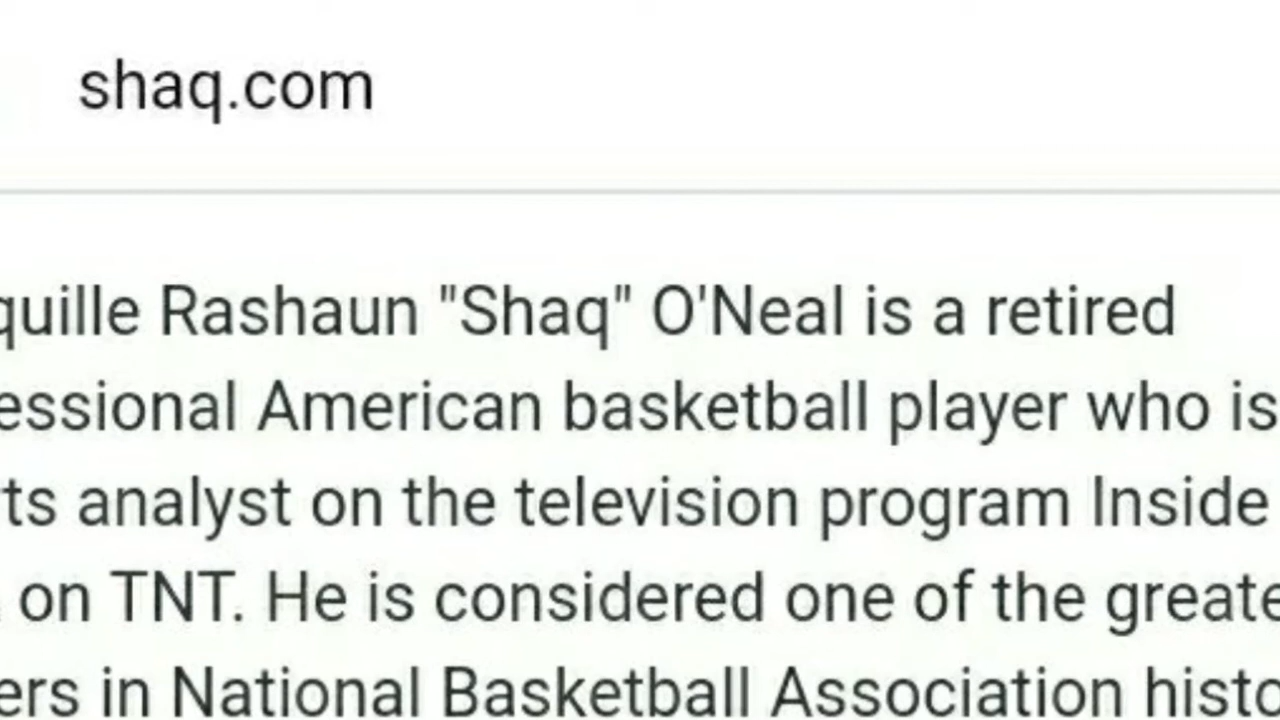 shaq.com
quille Rashaun "Shaq" O'Neal is a retired
essional American basketball player who is
ts analyst on the television program Inside
on TNT. He is considered one of the greate
ers in National Basketball Association histo